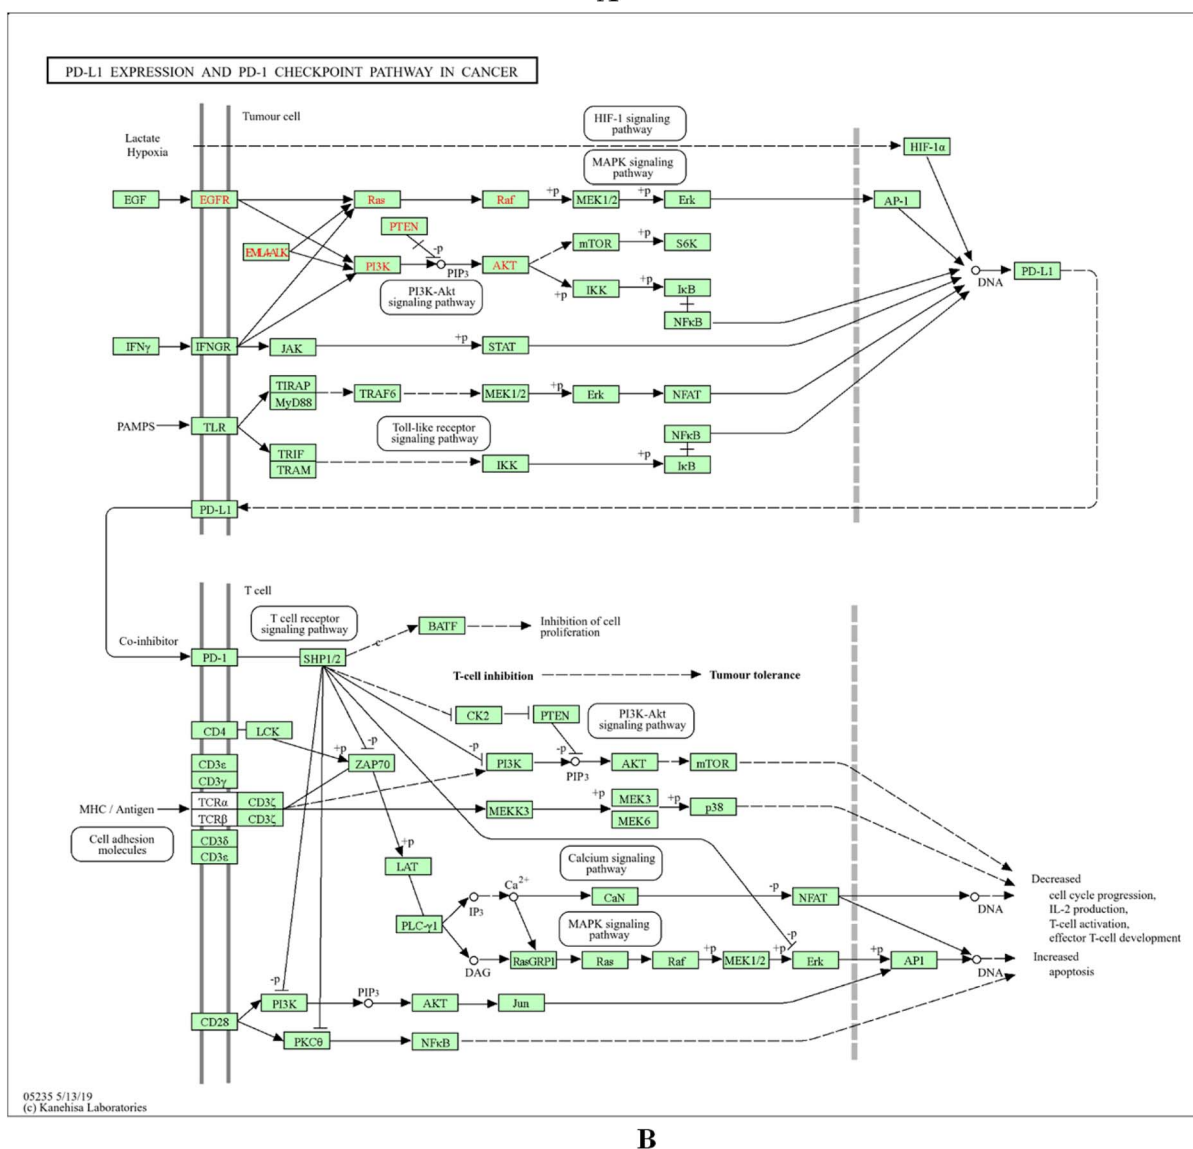 PD-L1 EXPRESSION AND PD-1 CHECKPOINT PATHWAY IN CANCER
Tumour cell
HIF-1 signaling
pathway
Lactate
Hypoxia
HIF-1α
MAPK signaling
pathway
EGF
EGFR
Ras
Raf
+p
MEK1/2
+p
Erk
AP-1
PTEN
EML4-ALK
-p
mTOR
S6K
PI3K
PIP3
AKT
PI3K-Akt
signaling pathway
+p
IKK
+p
IκB
NFκB
DNA
PD-L1
IFNγ
IFNGR
JAK
+p
STAT
TIRAP
MyD88
TRAF6
MEK1/2
+p
Erk
NFAT
PAMPS
TLR
Toll-like receptor
signaling pathway
NFκB
TRIF
TRAM
IKK
+p
IκB
PD-L1
T cell
T cell receptor
signaling pathway
BATF
Inhibition of cell
proliferation
Co-inhibitor
PD-1
SHP1/2
e
T-cell inhibition
Tumour tolerance
CK2
PTEN
PI3K-Akt
signaling pathway
CD4
LCK
+p
-p
ZAP70
-p
PI3K
-p
PIP3
AKT
mTOR
CD3ε
CD3γ
MHC / Antigen
TCRα
CD3ζ
TCRβ
CD3ζ
MEKK3
+p
MEK3
MEK6
+p
p38
Cell adhesion
molecules
CD3δ
CD3ε
+p
LAT
Calcium signaling
pathway
Decreased
cell cycle progression,
IL-2 production,
T-cell activation,
effector T-cell development
IP3
Ca2+
CaN
-p
NFAT
DNA
PLC-γ1
MAPK signaling
pathway
-p
DAG
RasGRP1
Ras
Raf
+p
MEK1/2
+p
Erk
+p
AP1
DNA
Increased
apoptosis
-p
PI3K
PIP3
AKT
Jun
CD28
PKCθ
NFκB
05235 5/13/19
(c) Kanehisa Laboratories
B